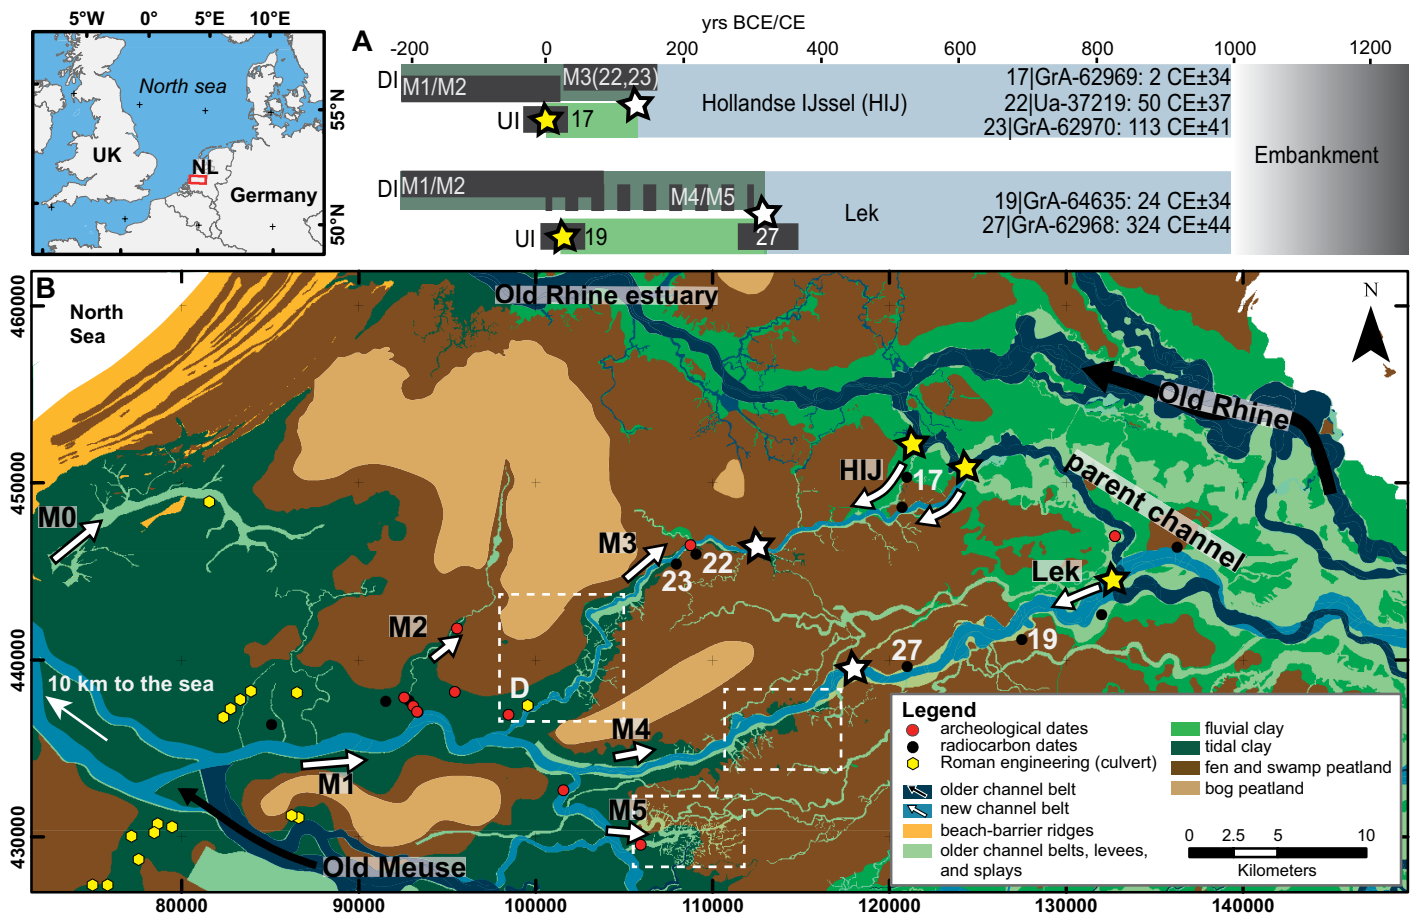 5°W 0° 5°E 10°E
North sea
55°N
UK
NL
Germany
50°N
A
yrs BCE/CE
-200 0 200 400 600 800 1000 1200
DI
M1/M2
M3(22,23)
UI
17
Hollandse IJssel (HIJ)
17|GrA-62969: 2 CE±34
22|Ua-37219: 50 CE±37
23|GrA-62970: 113 CE±41
Embankment
DI
M1/M2
M4/M5
UI
19
27
Lek
19|GrA-64635: 24 CE±34
27|GrA-62968: 324 CE±44
B
North
Sea
Old Rhine estuary
N
Old Rhine
parent channel
HIJ
17
M0
M3
22
23
Lek
M2
19
27
10 km to the sea
D
M4
M1
M5
Old Meuse
460000
450000
440000
430000
80000 90000 100000 110000 120000 130000 140000
Legend
archeological dates
radiocarbon dates
Roman engineering (culvert)
older channel belt
new channel belt
beach-barrier ridges
older channel belts, levees,
and splays
fluvial clay
tidal clay
fen and swamp peatland
bog peatland
0 2.5 5 10
Kilometers